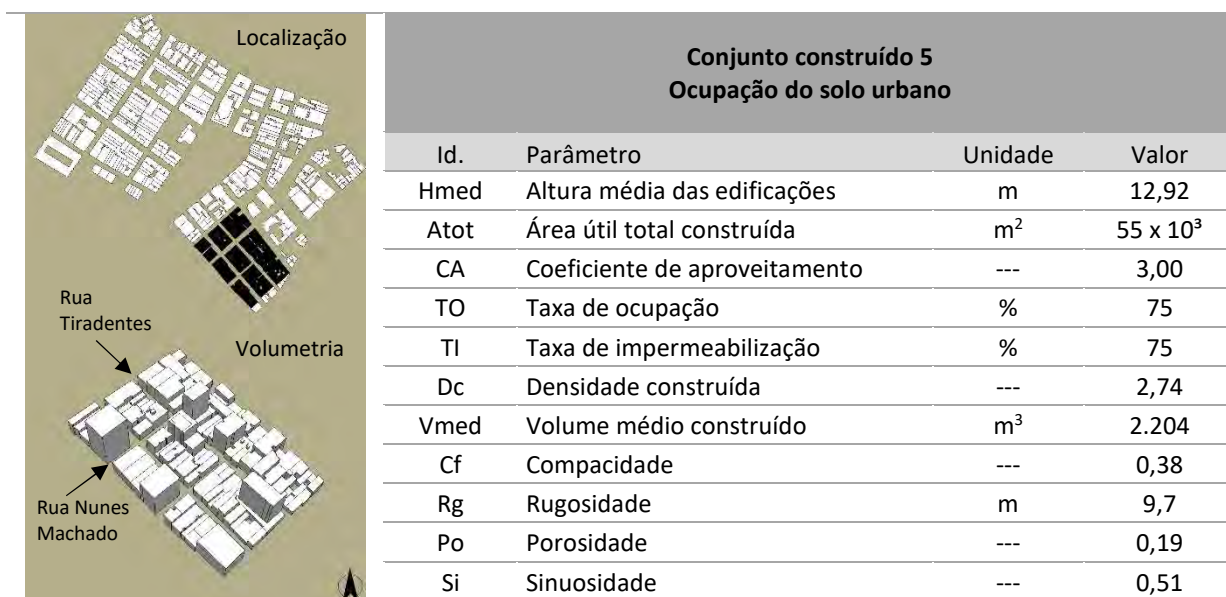 Localização
Rua
Tiradentes
Volumetria
Rua Nunes
Machado
Conjunto construído 5
Ocupação do solo urbano
Id. Parâmetro Unidade Valor
Hmed Altura média das edificações m 12,92
Atot Área útil total construída m² 55 x 10³
CA Coeficiente de aproveitamento --- 3,00
TO Taxa de ocupação % 75
TI Taxa de impermeabilização % 75
Dc Densidade construída --- 2,74
Vmed Volume médio construído m³ 2.204
Cf Compacidade --- 0,38
Rg Rugosidade m 9,7
Po Porosidade --- 0,19
Si Sinuosidade --- 0,51